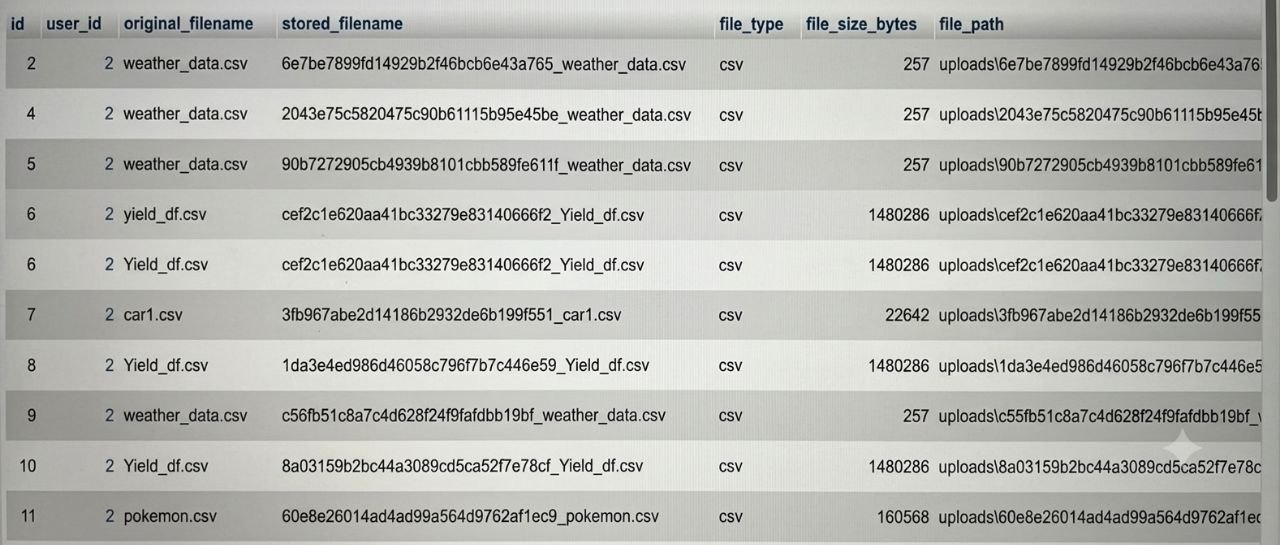 id user_id original_filename stored_filename file_type file_size_bytes file_path
2 2 weather_data.csv 6e7be7899fd14929b2f46bcb6e43a765_weather_data.csv csv 257 uploads\6e7be7899fd14929b2f46bcb6e43a76
4 2 weather_data.csv 2043e75c5820475c90b61115b95e45be_weather_data.csv csv 257 uploads\2043e75c5820475c90b61115b95e45b
5 2 weather_data.csv 90b7272905cb4939b8101cbb589fe611f_weather_data.csv csv 257 uploads\90b7272905cb4939b8101cbb589fe61
6 2 yield_df.csv cef2c1e620aa41bc33279e83140666f2_Yield_df.csv csv 1480286 uploads\cef2c1e620aa41bc33279e83140666f
6 2 Yield_df.csv cef2c1e620aa41bc33279e83140666f2_Yield_df.csv csv 1480286 uploads\cef2c1e620aa41bc33279e83140666f
7 2 car1.csv 3fb967abe2d14186b2932de6b199f551_car1.csv csv 22642 uploads\3fb967abe2d14186b2932de6b199f55
8 2 Yield_df.csv 1da3e4ed986d46058c796f7b7c446e59_Yield_df.csv csv 1480286 uploads\1da3e4ed986d46058c796f7b7c446e5
9 2 weather_data.csv c56fb51c8a7c4d628f24f9fafdbb19bf_weather_data.csv csv 257 uploads\c55fb51c8a7c4d628f24f9fafdbb19bf_
10 2 Yield_df.csv 8a03159b2bc44a3089cd5ca52f7e78cf_Yield_df.csv csv 1480286 uploads\8a03159b2bc44a3089cd5ca52f7e78c
11 2 pokemon.csv 60e8e26014ad4ad99a564d9762af1ec9_pokemon.csv csv 160568 uploads\60e8e26014ad4ad99a564d9762af1ec